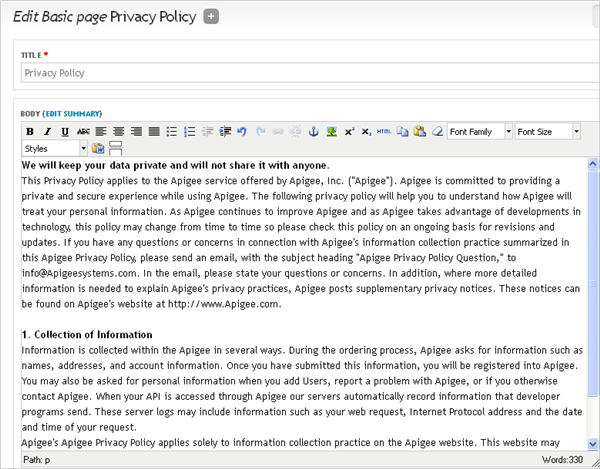 Edit Basic page Privacy Policy +
TITLE *
Privacy Policy
BODY (EDIT SUMMARY)
B I U ABC HTML Font Family Font Size
Styles
We will keep your data private and will not share it with anyone.
This Privacy Policy applies to the Apigee service offered by Apigee, Inc. ("Apigee"). Apigee is committed to providing a
private and secure experience while using Apigee. The following privacy policy will help you to understand how Apigee will
treat your personal information. As Apigee continues to improve Apigee and as Apigee takes advantage of developments in
technology, this policy may change from time to time so please check this policy on an ongoing basis for revisions and
updates. If you have any questions or concerns in connection with Apigee's information collection practice summarized in
this Apigee Privacy Policy, please send an email, with the subject heading "Apigee Privacy Policy Question," to
info@Apigeesystems.com. In the email, please state your questions or concerns. In addition, where more detailed
information is needed to explain Apigee's privacy practices, Apigee posts supplementary privacy notices. These notices can
be found on Apigee's website at http://www.Apigee.com.
1. Collection of Information
Information is collected within the Apigee in several ways. During the ordering process, Apigee asks for information such as
names, addresses, and account information. Once you have submitted this information, you will be registered into Apigee.
You may also be asked for personal information when you add Users, report a problem with Apigee, or if you otherwise
contact Apigee. When your API is accessed through Apigee our servers automatically record information that developer
programs send. These server logs may include information such as your web request, Internet Protocol address and the date
and time of your request.
Apigee's Apigee Privacy Policy applies solely to information collection practice on the Apigee website. This website may
Path: p Words:330